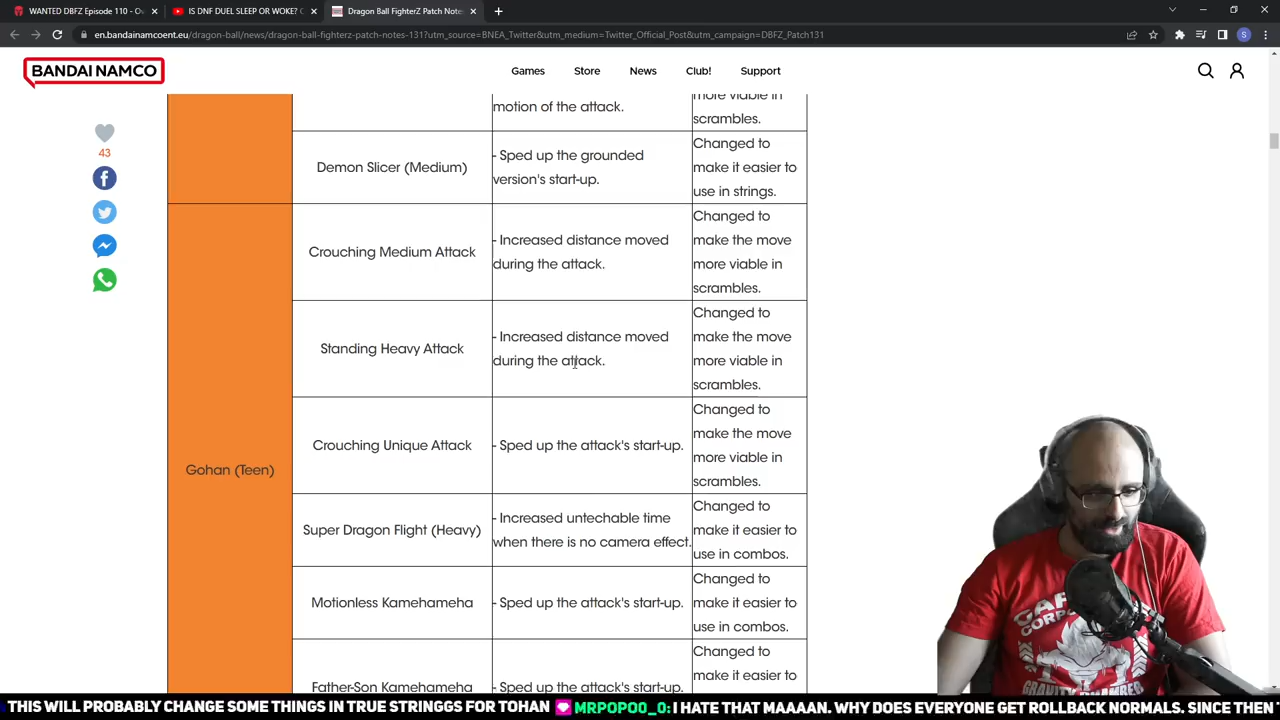 WANTED DBFZ Episode 110 - Ov
IS DNF DUEL SLEEP OR WOKE? C
Dragon Ball FighterZ Patch Notes
en.bandainamcoent.eu/dragon-ball/news/dragon-ball-fighterz-patch-notes-131?utm_source=BNEA_Twitter&utm_medium=Twitter_Official_Post&utm_campaign=DBFZ_Patch131
BANDAI NAMCO
Games
Store
News
Club!
Support
43
motion of the attack.
more viable in
scrambles.
Demon Slicer (Medium)
- Sped up the grounded
version's start-up.
Changed to
make it easier to
use in strings.
Gohan (Teen)
Crouching Medium Attack
- Increased distance moved
during the attack.
Changed to
make the move
more viable in
scrambles.
Standing Heavy Attack
- Increased distance moved
during the attack.
Changed to
make the move
more viable in
scrambles.
Crouching Unique Attack
- Sped up the attack's start-up.
Changed to
make the move
more viable in
scrambles.
Super Dragon Flight (Heavy)
- Increased untechable time
when there is no camera effect.
Changed to
make it easier to
use in combos.
Motionless Kamehameha
- Sped up the attack's start-up.
Changed to
make it easier to
use in combos.
Father-Son Kamehameha
- Sped up the attack's start-up.
Changed to
make it easier to
THIS WILL PROBABLY CHANGE SOME THINGS IN TRUE STRINGGS FOR TOHAN MRPOPOO_O: I HATE THAT MAAAAN. WHY DOES EVERYONE GET ROLLBACK NORMALS. SINCE THEN